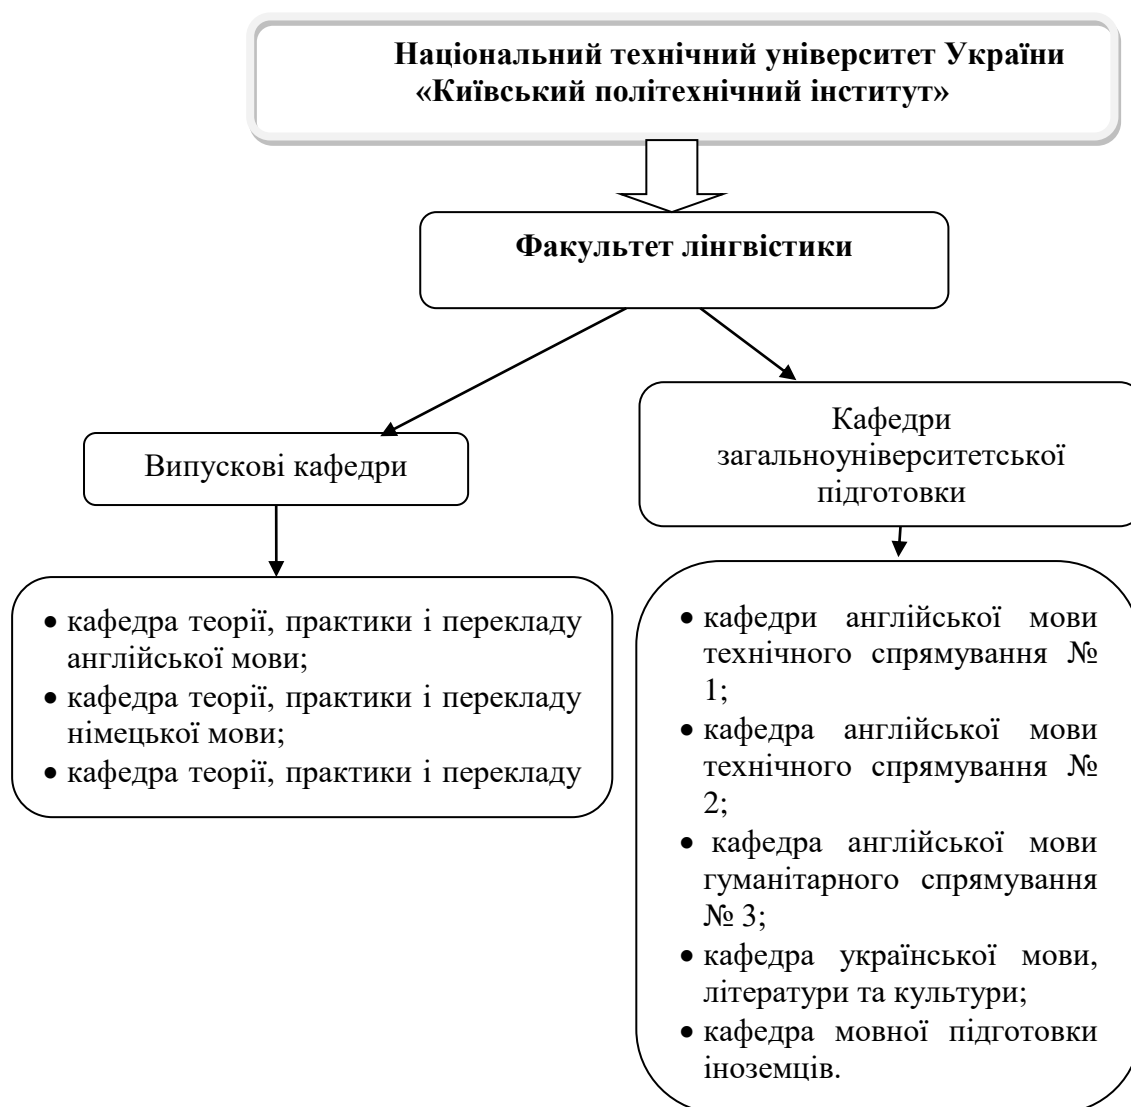 Національний технічний університет України
«Київський політехнічний інститут»
Факультет лінгвістики
Випускові кафедри
• кафедра теорії, практики і перекладу
англійської мови;
• кафедра теорії, практики і перекладу
німецької мови;
• кафедра теорії, практики і перекладу
Кафедри
загальноуніверситетської
підготовки
• кафедри англійської мови
технічного спрямування №
1;
• кафедра англійської мови
технічного спрямування №
2;
• кафедра англійської мови
гуманітарного спрямування
№ 3;
• кафедра української мови,
літератури та культури;
• кафедра мовної підготовки
іноземців.